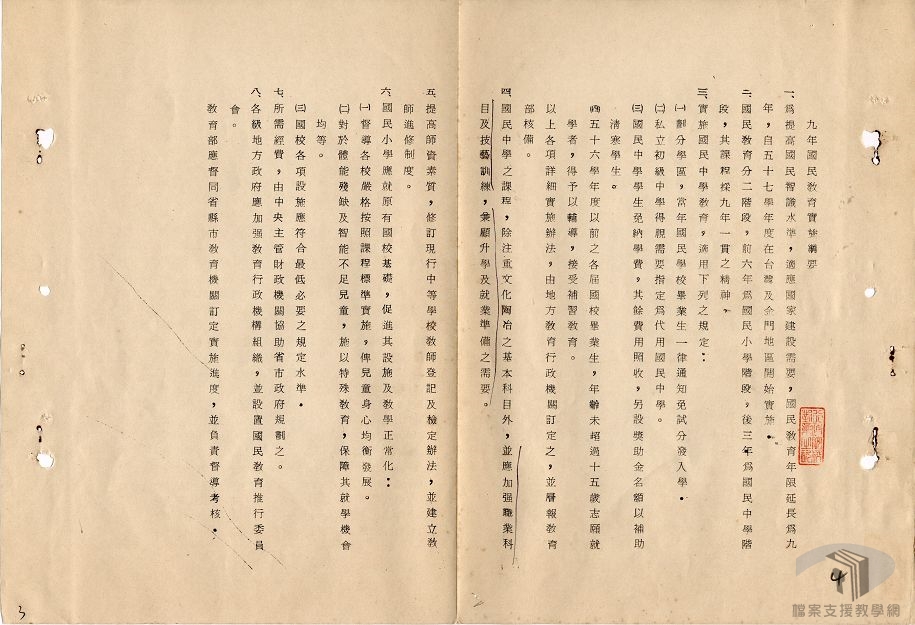 九年國民教育實施綱要
一、為提高國民智識水準，適應國家建設需要，國民教育年限延長為九
年，自五十七學年度在台灣及金門地區開始實施。
二、國民教育分二階段，前六年為國民小學階段，後三年為國民中學階
段，其課程採九年一貫之精神。
三、實施國民中學教育，適用下列之規定：
㈠劃分學區，當年國民學校畢業生一律通知免試分發入學。
㈡私立初級中學得視需要指定為代用國民中學。
㈢國民中學學生免納學費，其餘費用照收，另設獎助金名額以補助
清寒學生。
㈣五十六學年度以前之各屆國校畢業生，年齡未超過十五歲志願就
學者，得予以輔導，接受補習教育。
以上各項詳細實施辦法，由地方教育行政機關訂定之，並層報教育
部核備。
四、國民中學之課程，除注重文化陶冶之基本科目外，並應加强職業科
目及技藝訓練，兼顧升學及就業準備之需要。
五、提高師資素質，修訂現行中等學校教師登記及檢定辦法，並建立教
師進修制度。
六、國民小學應就原有國校基礎，促進其設施及教學正常化：
㈠督導各校嚴格按照課程標準實施，俾兒童身心均衡發展。
㈡對於體能殘缺及智能不足兒童，施以特殊教育，保障其就學機會
均等。
㈢國校各項設施應符合最低必要之規定水準。
七、所需經費，由中央主管財政機關協助省市政府規劃之。
八、各級地方政府應加强教育行政機構組織，並設置國民教育推行委員
會。
教育部應督同省縣市教育機關訂定實施進度，並負責督導考核。
4
3
檔案支援教學網